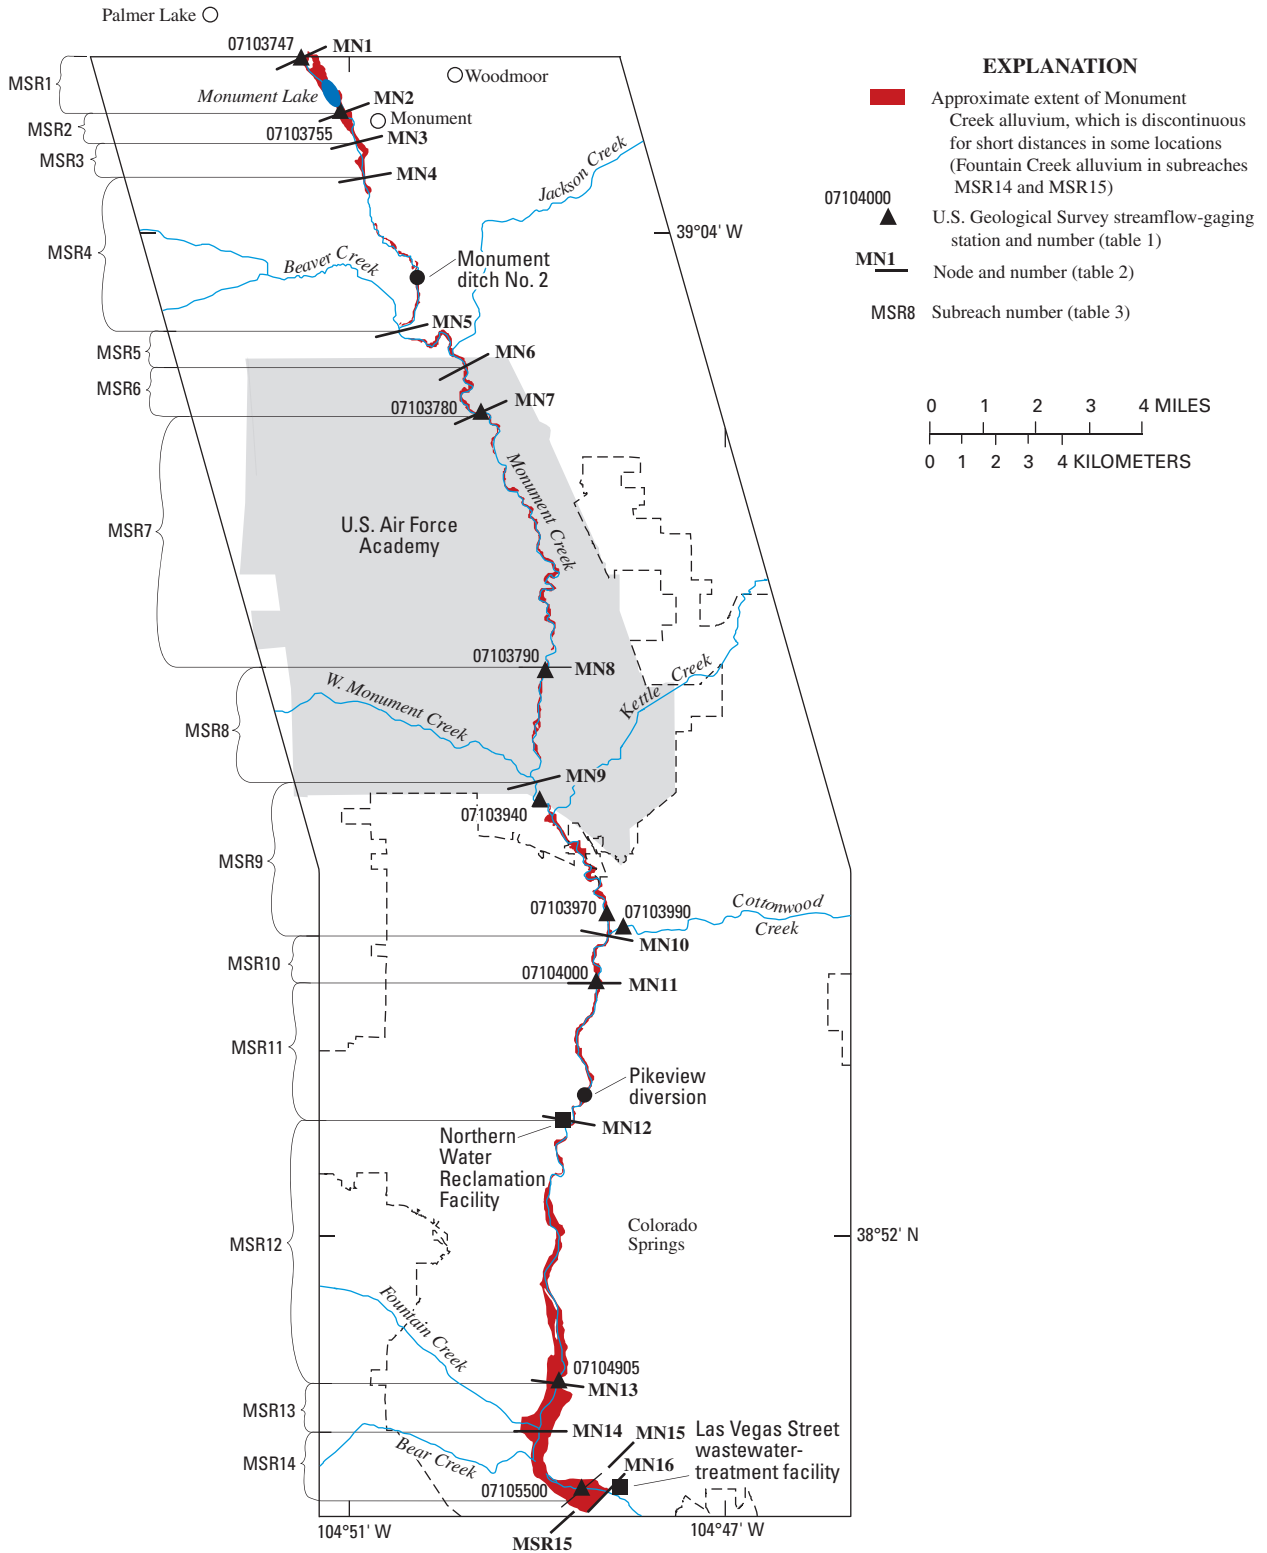 Palmer Lake
07103747
MN1
MSR1
Woodmoor
Monument Lake
MN2
Monument
MSR2
07103755
MN3
MSR3
MN4
Jackson Creek
39°04' W
MSR4
Beaver Creek
Monument
ditch No. 2
MN5
MSR5
MN6
MSR6
07103780
MN7
Monument Creek
U.S. Air Force
Academy
MSR7
07103790
MN8
Kettle Creek
W. Monument Creek
MSR8
MN9
07103940
MSR9
07103970
07103990
Cottonwood
Creek
MN10
MSR10
07104000
MN11
MSR11
Pikeview
diversion
MN12
Northern
Water
Reclamation
Facility
Colorado
Springs
38°52' N
MSR12
Fountain Creek
07104905
MN13
MSR13
MN14
MN15
Las Vegas Street
wastewater-
treatment facility
MN16
Bear Creek
MSR14
07105500
MSR15
104°51' W
104°47' W
EXPLANATION
Approximate extent of Monument
Creek alluvium, which is discontinuous
for short distances in some locations
(Fountain Creek alluvium in subreaches
MSR14 and MSR15)
07104000
U.S. Geological Survey streamflow-gaging
station and number (table 1)
MN1
Node and number (table 2)
MSR8 Subreach number (table 3)
0 1 2 3 4 MILES
0 1 2 3 4 KILOMETERS